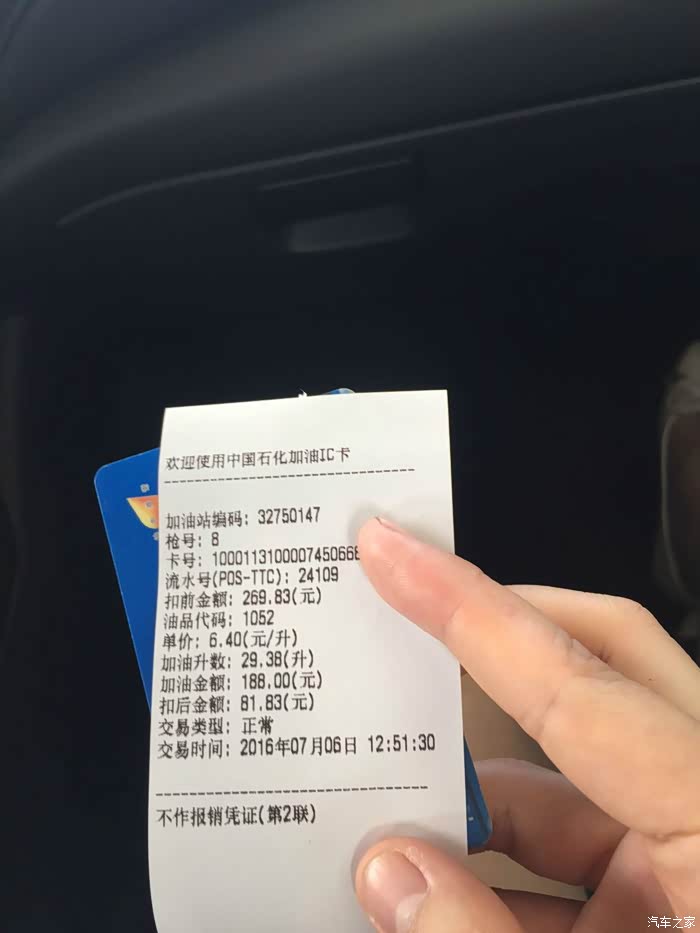 欢迎使用中国石化加油IC卡
加油站编码: 32750147
枪号: 8
卡号: 100011310000745066
流水号(POS-TTC): 24109
扣前金额: 269.83(元)
油品代码: 1052
单价: 6.40(元/升)
加油升数: 29.38(升)
加油金额: 188.00(元)
扣后金额: 81.83(元)
交易类型: 正常
交易时间: 2016年07月06日 12:51:30
不作报销凭证(第2联)
汽车之家